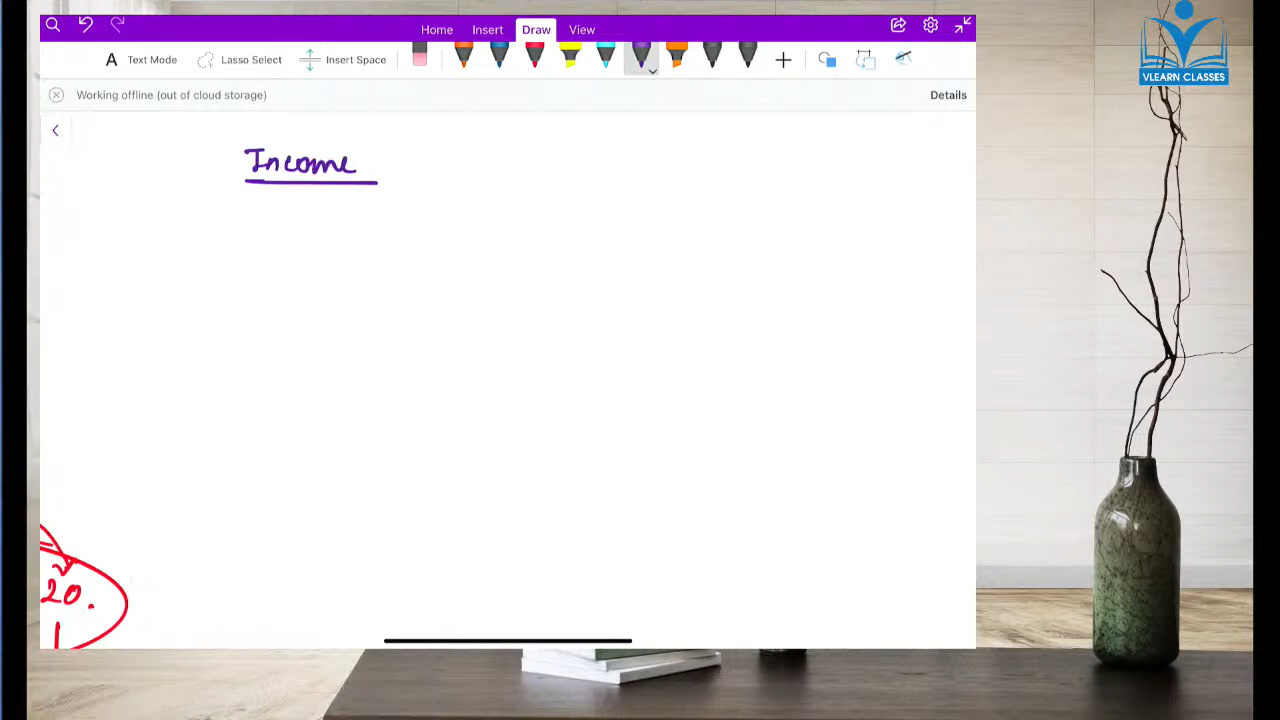 Home Insert Draw View
A Text Mode Lasso Select Insert Space
Working offline (out of cloud storage) Details
VLEARN CLASSES
Income
20.